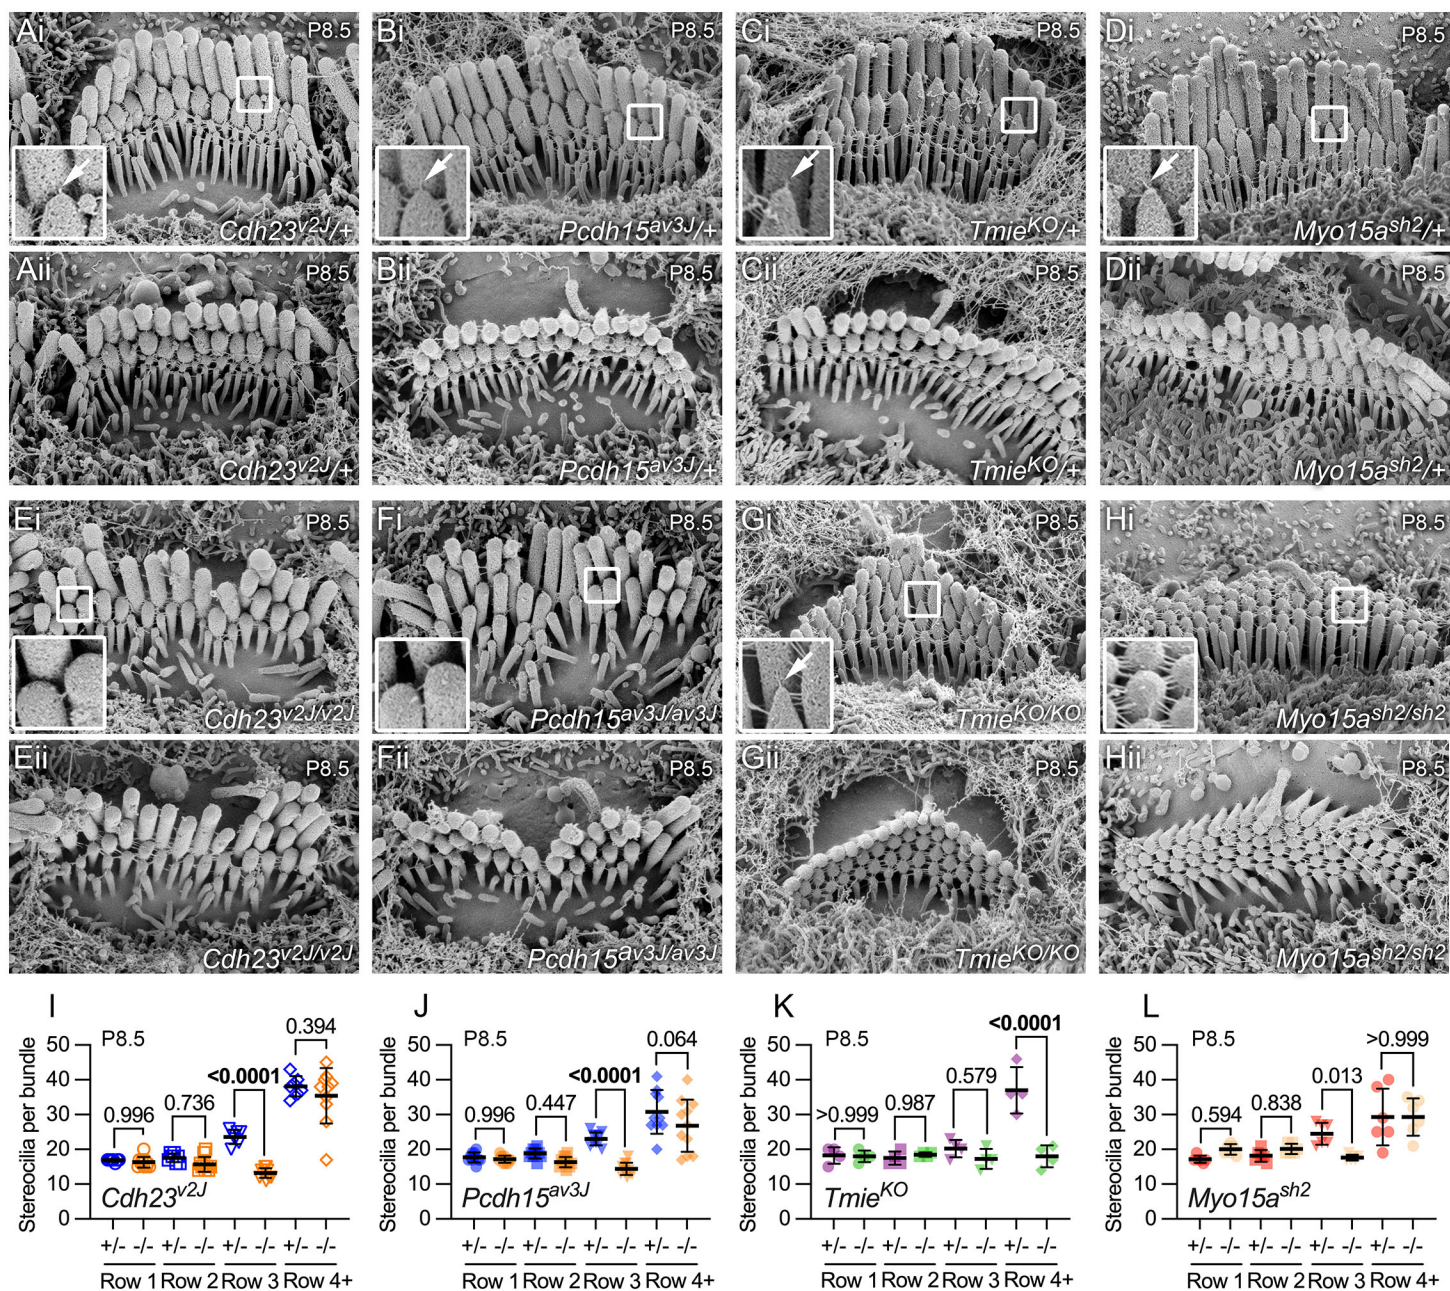 Ai P8.5 Bi P8.5 Ci P8.5 Di P8.5
Cdh23v2J/+ Pcdh15av3J/+ TmieKO/+ Myo15ash2/+
Aii P8.5 Bii P8.5 Cii P8.5 Dii P8.5
Cdh23v2J/+ Pcdh15av3J/+ TmieKO/+ Myo15ash2/+
Ei P8.5 Fi P8.5 Gi P8.5 Hi P8.5
Cdh23v2J/v2J Pcdh15av3J/av3J TmieKO/KO Myo15ash2/sh2
Eii P8.5 Fii P8.5 Gii P8.5 Hii P8.5
Cdh23v2J/v2J Pcdh15av3J/av3J TmieKO/KO Myo15ash2/sh2
I
P8.5
Stereocilia per bundle
50
40
30
20
10
0
0.996
0.736
<0.0001
0.394
Cdh23v2J
+/- -/- +/- -/- +/- -/- +/- -/-
Row 1 Row 2 Row 3 Row 4+
J
P8.5
Stereocilia per bundle
50
40
30
20
10
0
0.996
0.447
<0.0001
0.064
Pcdh15av3J
+/- -/- +/- -/- +/- -/- +/- -/-
Row 1 Row 2 Row 3 Row 4+
K
P8.5
Stereocilia per bundle
50
40
30
20
10
0
>0.999
0.987
0.579
<0.0001
TmieKO
+/- -/- +/- -/- +/- -/- +/- -/-
Row 1 Row 2 Row 3 Row 4+
L
P8.5
Stereocilia per bundle
50
40
30
20
10
0
0.594
0.838
0.013
>0.999
Myo15ash2
+/- -/- +/- -/- +/- -/- +/- -/-
Row 1 Row 2 Row 3 Row 4+